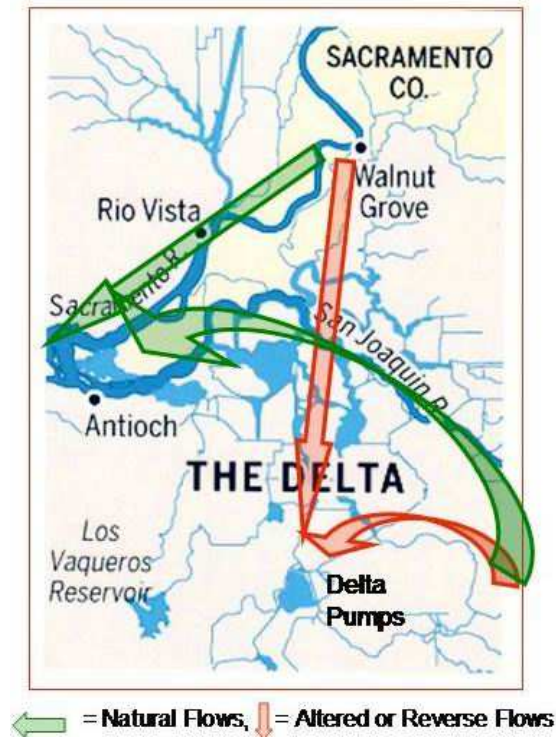 SACRAMENTO
CO.
Walnut
Grove
Rio Vista
Sacramento R.
San Joaquin R.
Antioch
THE DELTA
Los
Vaqueros
Reservoir
Delta
Pumps
= Natural Flows, = Altered or Reverse Flows